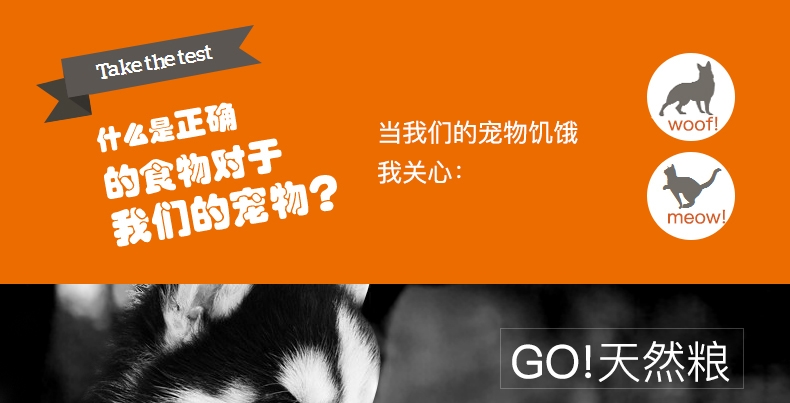 Take the test
什么是正确
的食物对于
我们的宠物?
当我们的宠物饥饿
我关心:
woof!
meow!
GO!天然粮